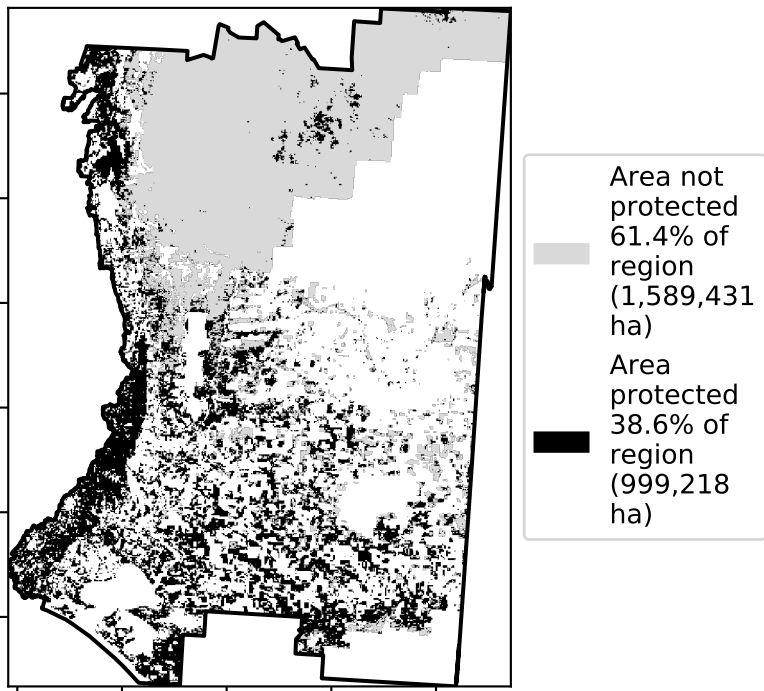 Area not
protected
61.4% of
region
(1,589,431
ha)
Area
protected
38.6% of
region
(999,218
ha)